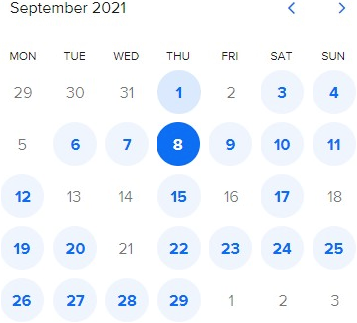 September 2021
MON TUE WED THU FRI SAT SUN
29 30 31 1 2 3 4
5 6 7 8 9 10 11
12 13 14 15 16 17 18
19 20 21 22 23 24 25
26 27 28 29 1 2 3